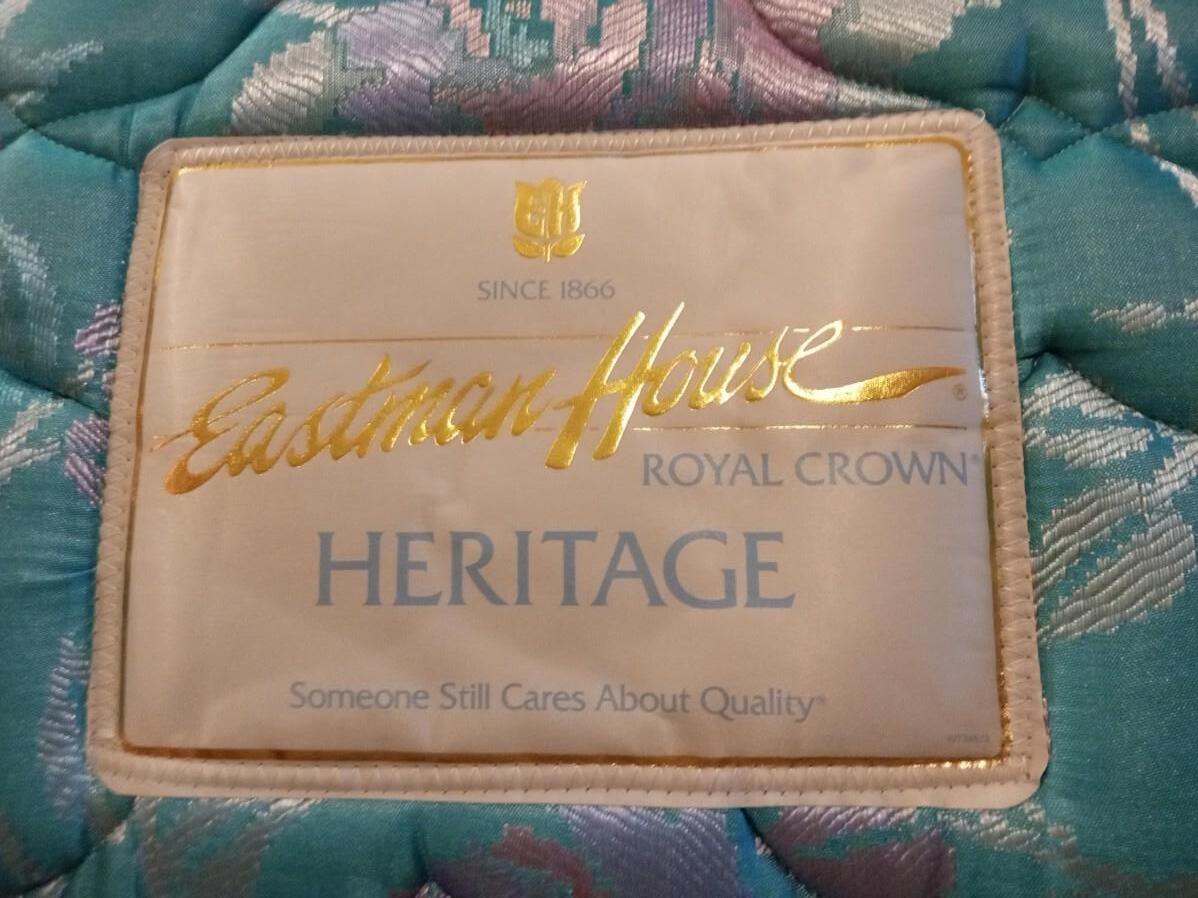 EH
SINCE 1866
Eastman House®
ROYAL CROWN®
HERITAGE
Someone Still Cares About Quality®